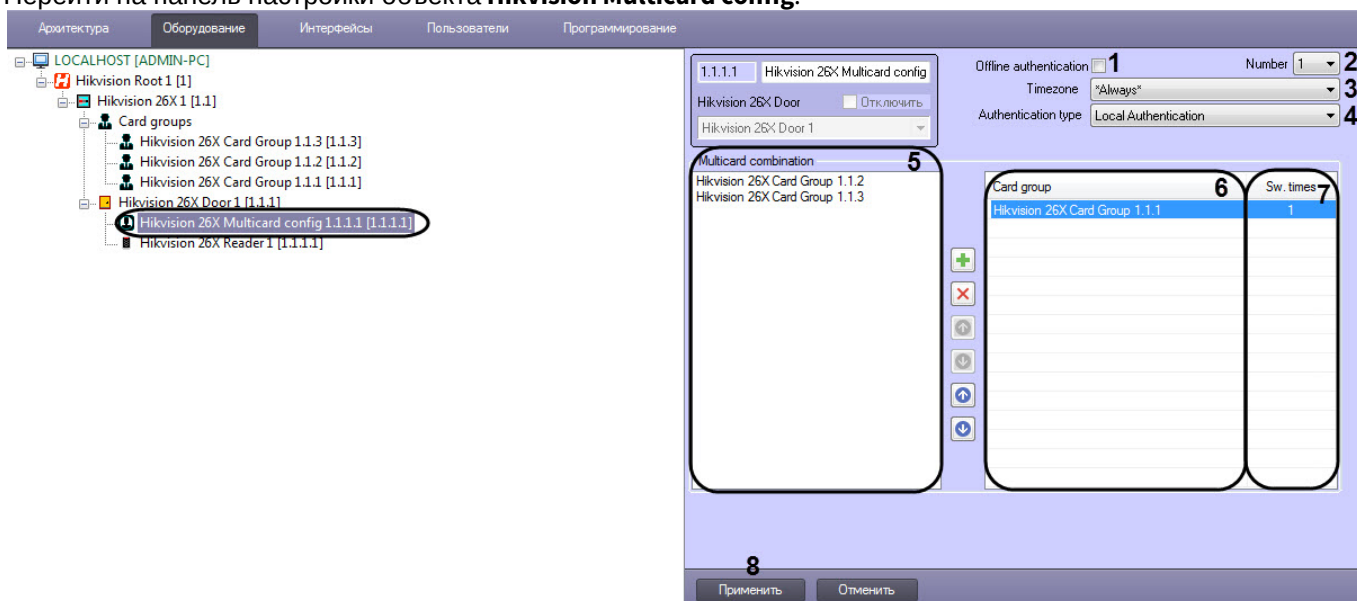 Перейти на панель настройки объекта Hikvision Multicard config.
Архитектура Оборудование Интерфейсы Пользователи Программирование
LOCALHOST [ADMIN-PC]
Hikvision Root 1 [1]
Hikvision 26X 1 [1.1]
Card groups
Hikvision 26X Card Group 1.1.3 [1.1.3]
Hikvision 26X Card Group 1.1.2 [1.1.2]
Hikvision 26X Card Group 1.1.1 [1.1.1]
Hikvision 26X Door 1 [1.1.1]
Hikvision 26X Multicard config 1.1.1.1 [1.1.1.1]
Hikvision 26X Reader 1 [1.1.1.1]
1.1.1.1 Hikvision 26X Multicard config
Hikvision 26X Door Отключить
Hikvision 26X Door 1
Offline authentication 1 Number 1 2
Timezone *Always* 3
Authentication type Local Authentication 4
Multicard combination 5
Hikvision 26X Card Group 1.1.2
Hikvision 26X Card Group 1.1.3
Card group 6 Sw. times 7
Hikvision 26X Card Group 1.1.1 1
8
Применить Отменить